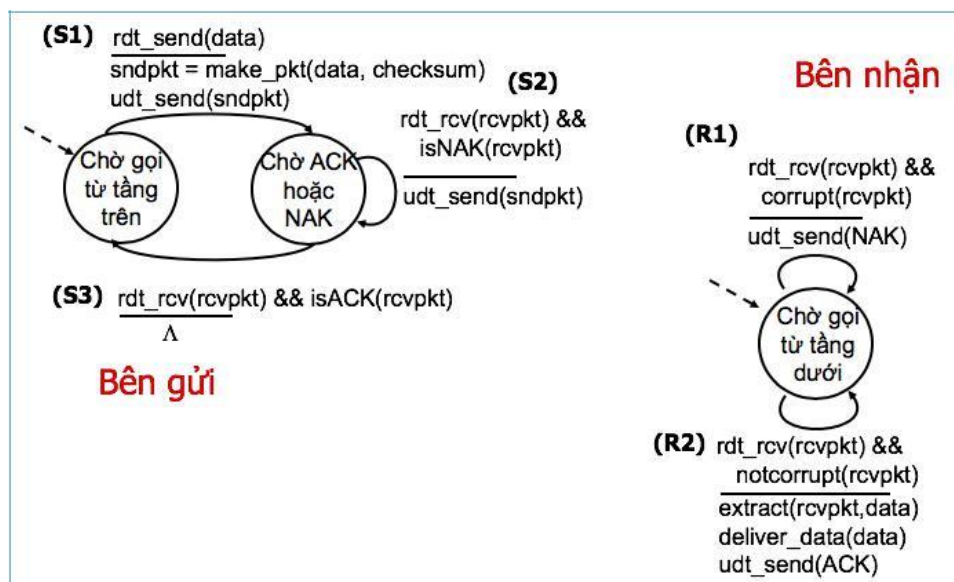 (S1) rdt_send(data)
sndpkt = make_pkt(data, checksum)
udt_send(sndpkt)
(S2)
rdt_rcv(rcvpkt) &&
isNAK(rcvpkt)
udt_send(sndpkt)
Chờ gọi
từ tầng
trên
Chờ ACK
hoặc
NAK
(S3) rdt_rcv(rcvpkt) && isACK(rcvpkt)
Λ
Bên gửi
Bên nhận
(R1)
rdt_rcv(rcvpkt) &&
corrupt(rcvpkt)
udt_send(NAK)
Chờ gọi
từ tầng
dưới
(R2) rdt_rcv(rcvpkt) &&
notcorrupt(rcvpkt)
extract(rcvpkt,data)
deliver_data(data)
udt_send(ACK)